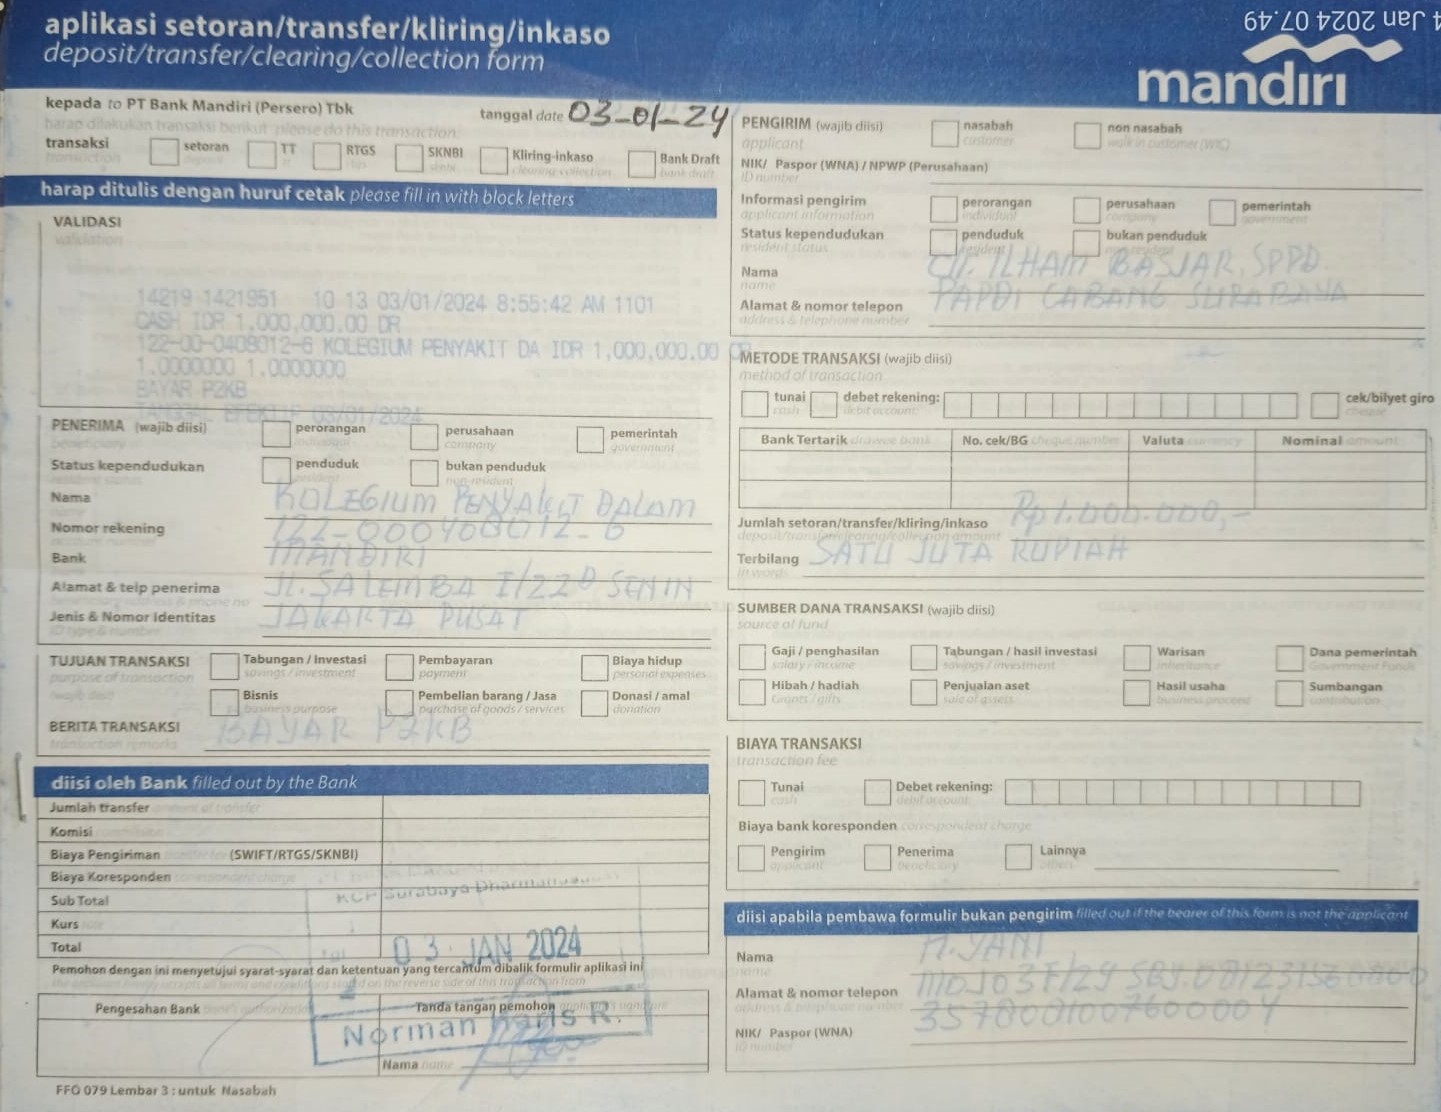 4 Jan 2024 07.49
aplikasi setoran/transfer/kliring/inkaso
deposit/transfer/clearing/collection form
mandiri
kepada to PT Bank Mandiri (Persero) Tbk
tanggal date 03-01-24
harap dilakukan transaksi berikut please do this transaction:
transaksi setoran TT RTGS SKNBI Kliring-inkaso Bank Draft
transaction clearing-collection bank draft
harap ditulis dengan huruf cetak please fill in with block letters
VALIDASI
validation
14219 1421951 10 13 03/01/2024 8:55:42 AM 1101
CASH IDR 1,000,000.00 DR
122-00-0408012-6 KOLEGIUM PENYAKIT DA IDR 1,000,000.00 CR
1.0000000 1.0000000
BAYAR P2KB
TANGGAL EFEKTIF 03/01/2024
PENERIMA (wajib diisi) perorangan perusahaan pemerintah
beneficiary individual company government
Status kependudukan penduduk bukan penduduk
resident status resident non-resident
Nama KOLEGIUM PENYAKIT DALAM
Nomor rekening 122-000408012-6
Bank MANDIRI
Alamat & telp penerima JL. SALEMBA I/22D SENIN
Jenis & Nomor Identitas JAKARTA PUSAT
ID type & number
TUJUAN TRANSAKSI Tabungan / Investasi Pembayaran Biaya hidup
purpose of transaction savings / investment payment personal expenses
(wajib diisi) Bisnis Pembelian barang / Jasa Donasi / amal
business purpose purchase of goods / services donation
BERITA TRANSAKSI BAYAR P2KB
transaction remarks
diisi oleh Bank filled out by the Bank
Jumlah transfer amount of transfer
Komisi commission
Biaya Pengiriman (SWIFT/RTGS/SKNBI)
Biaya Koresponden correspondent charge
Sub Total
KCP Surabaya Dharmahusada
Kurs rate
Total
03 JAN 2024
Pemohon dengan ini menyetujui syarat-syarat dan ketentuan yang tercantum dibalik formulir aplikasi ini
Pengesahan Bank Tanda tangan pemohon
Norman Haris R.
Nama name
FFO 079 Lembar 3 : untuk Nasabah
PENGIRIM (wajib diisi) nasabah non nasabah
applicant customer walk in customer (WIC)
NIK/ Paspor (WNA) / NPWP (Perusahaan)
ID number
Informasi pengirim perorangan perusahaan pemerintah
applicant information individual company government
Status kependudukan penduduk bukan penduduk
resident status resident
Nama dr. ILHAM BASJAR, SPPD.
name
Alamat & nomor telepon PAPDI CABANG SURABAYA
address & telephone number
METODE TRANSAKSI (wajib diisi)
method of transaction
tunai debet rekening: cek/bilyet giro
cash debit account: cheque
Bank Tertarik drawee bank No. cek/BG cheque number Valuta currency Nominal amount
Jumlah setoran/transfer/kliring/inkaso Rp 1.000.000,-
deposit/transfer/clearing/collection amount
Terbilang SATU JUTA RUPIAH
in words
SUMBER DANA TRANSAKSI (wajib diisi)
source of fund
Gaji / penghasilan Tabungan / hasil investasi Warisan Dana pemerintah
salary / income savings / investment inheritance Government Funds
Hibah / hadiah Penjualan aset Hasil usaha Sumbangan
Grants / gifts sale of assets business proceed contribution
BIAYA TRANSAKSI
transaction fee
Tunai Debet rekening:
cash debit account
Biaya bank koresponden correspondent charge
Pengirim Penerima Lainnya
applicant beneficiary others
diisi apabila pembawa formulir bukan pengirim filled out if the bearer of this form is not the applicant
Nama M. YANI
name
Alamat & nomor telepon
address & telephone number
NIK/ Paspor (WNA)
ID number